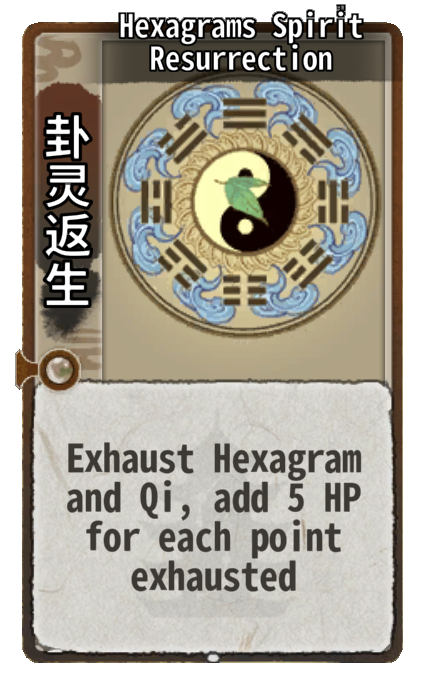 Hexagrams Spirit
Resurrection
卦灵返生
Exhaust Hexagram
and Qi, add 5 HP
for each point
exhausted